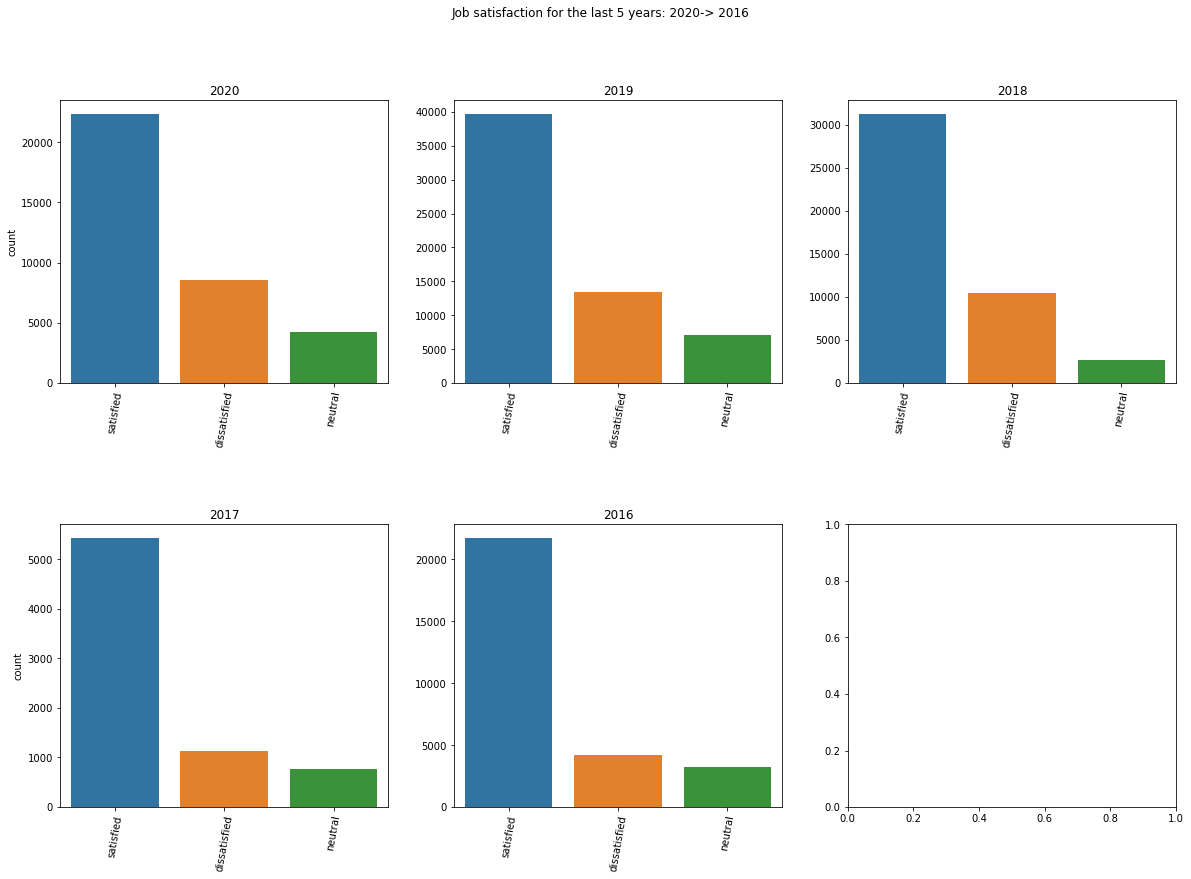 Job satisfaction for the last 5 years: 2020-> 2016
2020
20000
15000
10000
5000
0
count
satisfied
dissatisfied
neutral
2019
40000
35000
30000
25000
20000
15000
10000
5000
0
satisfied
dissatisfied
neutral
2018
30000
25000
20000
15000
10000
5000
0
satisfied
dissatisfied
neutral
2017
5000
4000
3000
2000
1000
0
count
satisfied
dissatisfied
neutral
2016
20000
15000
10000
5000
0
satisfied
dissatisfied
neutral
1.0
0.8
0.6
0.4
0.2
0.0
0.0 0.2 0.4 0.6 0.8 1.0